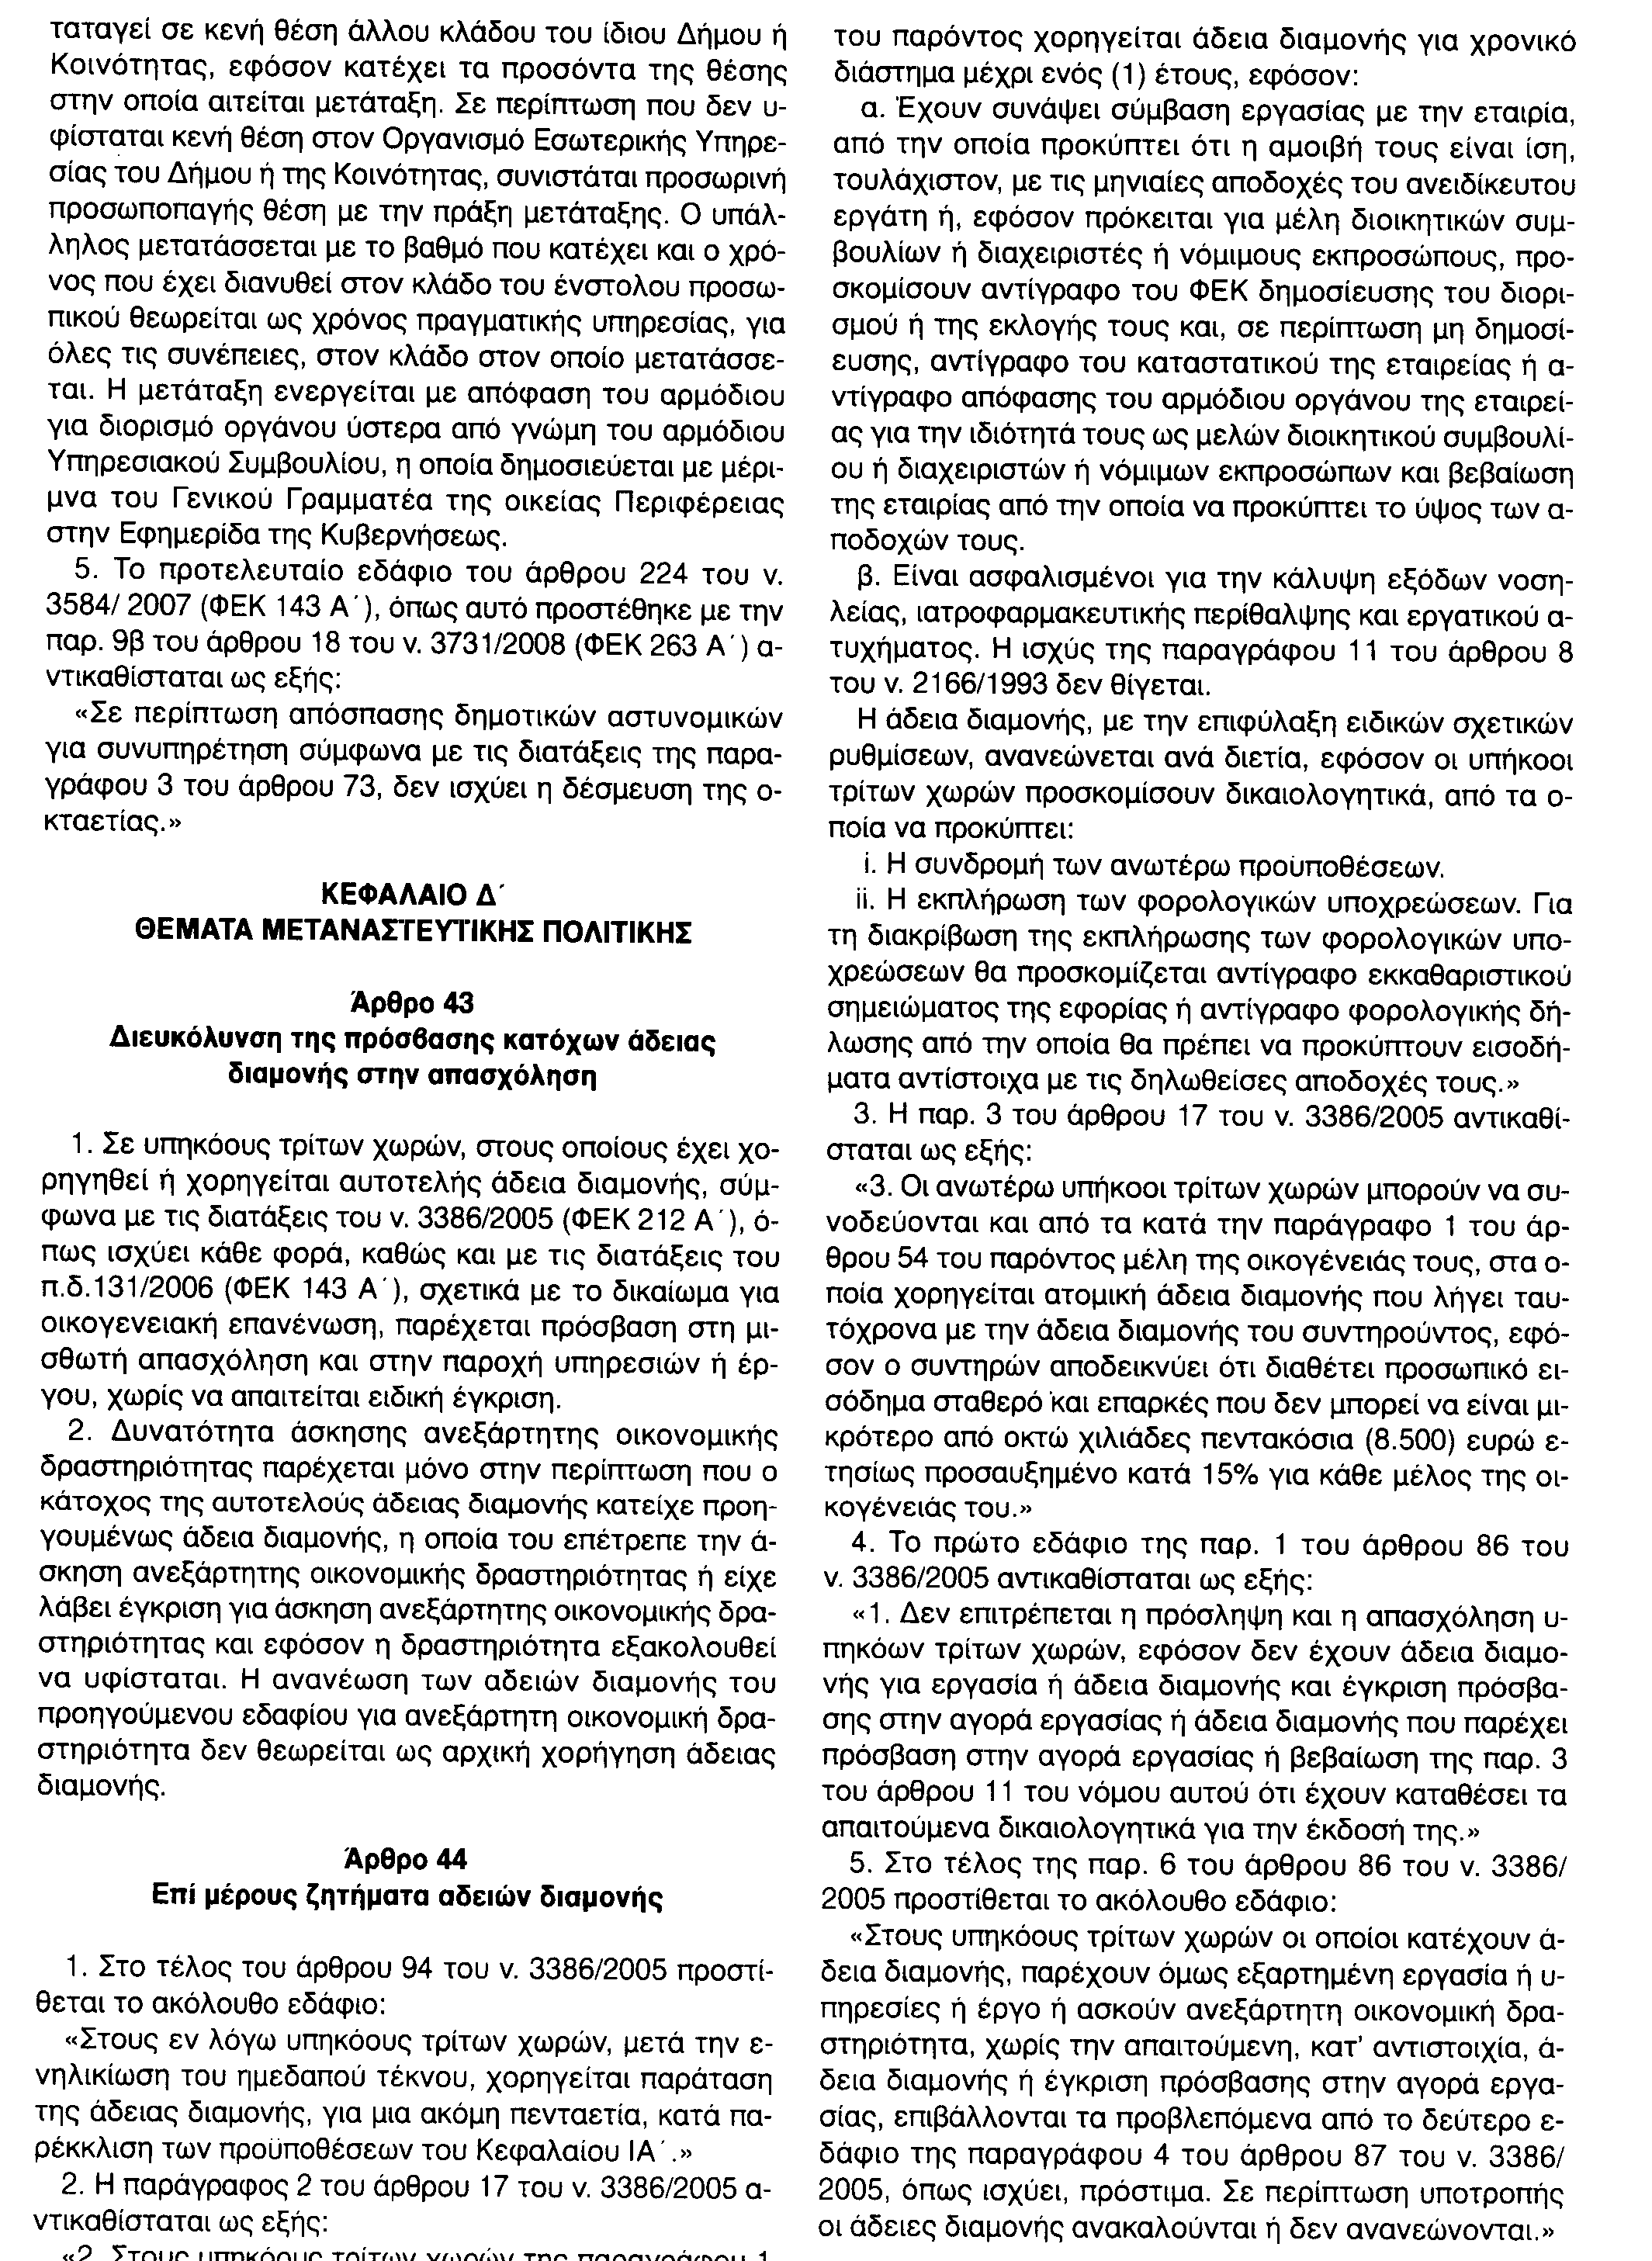 ταταγεί σε κενή θέση άλλου κλάδου του ίδιου Δήμου ή
Κοινότητας, εφόσον κατέχει τα προσόντα της θέσης
στην οποία αιτείται μετάταξη. Σε περίπτωση που δεν υ-
φίσταται κενή θέση στον Οργανισμό Εσωτερικής Υπηρε-
σίας του Δήμου ή της Κοινότητας, συνιστάται προσωρινή
προσωποπαγής θέση με την πράξη μετάταξης. Ο υπάλ-
ληλος μετατάσσεται με το βαθμό που κατέχει και ο χρό-
νος που έχει διανυθεί στον κλάδο του ένστολου προσω-
πικού θεωρείται ως χρόνος πραγματικής υπηρεσίας, για
όλες τις συνέπειες, στον κλάδο στον οποίο μετατάσσε-
ται. Η μετάταξη ενεργείται με απόφαση του αρμόδιου
για διορισμό οργάνου ύστερα από γνώμη του αρμόδιου
Υπηρεσιακού Συμβουλίου, η οποία δημοσιεύεται με μέρι-
μνα του Γενικού Γραμματέα της οικείας Περιφέρειας
στην Εφημερίδα της Κυβερνήσεως.
5. Το προτελευταίο εδάφιο του άρθρου 224 του ν.
3584/ 2007 (ΦΕΚ 143 Α΄), όπως αυτό προστέθηκε με την
παρ. 9β του άρθρου 18 του ν. 3731/2008 (ΦΕΚ 263 Α΄) α-
ντικαθίσταται ως εξής:
«Σε περίπτωση απόσπασης δημοτικών αστυνομικών
για συνυπηρέτηση σύμφωνα με τις διατάξεις της παρα-
γράφου 3 του άρθρου 73, δεν ισχύει η δέσμευση της ο-
κταετίας.»
ΚΕΦΑΛΑΙΟ Δ΄
ΘΕΜΑΤΑ ΜΕΤΑΝΑΣΤΕΥΤΙΚΗΣ ΠΟΛΙΤΙΚΗΣ
Άρθρο 43
Διευκόλυνση της πρόσβασης κατόχων άδειας
διαμονής στην απασχόληση
1. Σε υπηκόους τρίτων χωρών, στους οποίους έχει χο-
ρηγηθεί ή χορηγείται αυτοτελής άδεια διαμονής, σύμ-
φωνα με τις διατάξεις του ν. 3386/2005 (ΦΕΚ 212 Α΄), ό-
πως ισχύει κάθε φορά, καθώς και με τις διατάξεις του
π.δ.131/2006 (ΦΕΚ 143 Α΄), σχετικά με το δικαίωμα για
οικογενειακή επανένωση, παρέχεται πρόσβαση στη μι-
σθωτή απασχόληση και στην παροχή υπηρεσιών ή έρ-
γου, χωρίς να απαιτείται ειδική έγκριση.
2. Δυνατότητα άσκησης ανεξάρτητης οικονομικής
δραστηριότητας παρέχεται μόνο στην περίπτωση που ο
κάτοχος της αυτοτελούς άδειας διαμονής κατείχε προη-
γουμένως άδεια διαμονής, η οποία του επέτρεπε την ά-
σκηση ανεξάρτητης οικονομικής δραστηριότητας ή είχε
λάβει έγκριση για άσκηση ανεξάρτητης οικονομικής δρα-
στηριότητας και εφόσον η δραστηριότητα εξακολουθεί
να υφίσταται. Η ανανέωση των αδειών διαμονής του
προηγούμενου εδαφίου για ανεξάρτητη οικονομική δρα-
στηριότητα δεν θεωρείται ως αρχική χορήγηση άδειας
διαμονής.
Άρθρο 44
Επί μέρους ζητήματα αδειών διαμονής
1. Στο τέλος του άρθρου 94 του ν. 3386/2005 προστί-
θεται το ακόλουθο εδάφιο:
«Στους εν λόγω υπηκόους τρίτων χωρών, μετά την ε-
νηλικίωση του ημεδαπού τέκνου, χορηγείται παράταση
της άδειας διαμονής, για μια ακόμη πενταετία, κατά πα-
ρέκκλιση των προϋποθέσεων του Κεφαλαίου ΙΑ΄.»
2. Η παράγραφος 2 του άρθρου 17 του ν. 3386/2005 α-
ντικαθίσταται ως εξής:
«2. Στους υπηκόους τρίτων χωρών της παραγράφου 1
του παρόντος χορηγείται άδεια διαμονής για χρονικό
διάστημα μέχρι ενός (1) έτους, εφόσον:
α. Έχουν συνάψει σύμβαση εργασίας με την εταιρία,
από την οποία προκύπτει ότι η αμοιβή τους είναι ίση,
τουλάχιστον, με τις μηνιαίες αποδοχές του ανειδίκευτου
εργάτη ή, εφόσον πρόκειται για μέλη διοικητικών συμ-
βουλίων ή διαχειριστές ή νόμιμους εκπροσώπους, προ-
σκομίσουν αντίγραφο του ΦΕΚ δημοσίευσης του διορι-
σμού ή της εκλογής τους και, σε περίπτωση μη δημοσί-
ευσης, αντίγραφο του καταστατικού της εταιρείας ή α-
ντίγραφο απόφασης του αρμόδιου οργάνου της εταιρεί-
ας για την ιδιότητά τους ως μελών διοικητικού συμβουλί-
ου ή διαχειριστών ή νόμιμων εκπροσώπων και βεβαίωση
της εταιρίας από την οποία να προκύπτει το ύψος των α-
ποδοχών τους.
β. Είναι ασφαλισμένοι για την κάλυψη εξόδων νοση-
λείας, ιατροφαρμακευτικής περίθαλψης και εργατικού α-
τυχήματος. Η ισχύς της παραγράφου 11 του άρθρου 8
του ν. 2166/1993 δεν θίγεται.
Η άδεια διαμονής, με την επιφύλαξη ειδικών σχετικών
ρυθμίσεων, ανανεώνεται ανά διετία, εφόσον οι υπήκοοι
τρίτων χωρών προσκομίσουν δικαιολογητικά, από τα ο-
ποία να προκύπτει:
i. Η συνδρομή των ανωτέρω προϋποθέσεων.
ii. Η εκπλήρωση των φορολογικών υποχρεώσεων. Για
τη διακρίβωση της εκπλήρωσης των φορολογικών υπο-
χρεώσεων θα προσκομίζεται αντίγραφο εκκαθαριστικού
σημειώματος της εφορίας ή αντίγραφο φορολογικής δή-
λωσης από την οποία θα πρέπει να προκύπτουν εισοδή-
ματα αντίστοιχα με τις δηλωθείσες αποδοχές τους.»
3. Η παρ. 3 του άρθρου 17 του ν. 3386/2005 αντικαθί-
σταται ως εξής:
«3. Οι ανωτέρω υπήκοοι τρίτων χωρών μπορούν να συ-
νοδεύονται και από τα κατά την παράγραφο 1 του άρ-
θρου 54 του παρόντος μέλη της οικογένειάς τους, στα ο-
ποία χορηγείται ατομική άδεια διαμονής που λήγει ταυ-
τόχρονα με την άδεια διαμονής του συντηρούντος, εφό-
σον ο συντηρών αποδεικνύει ότι διαθέτει προσωπικό ει-
σόδημα σταθερό και επαρκές που δεν μπορεί να είναι μι-
κρότερο από οκτώ χιλιάδες πεντακόσια (8.500) ευρώ ε-
τησίως προσαυξημένο κατά 15% για κάθε μέλος της οι-
κογένειάς του.»
4. Το πρώτο εδάφιο της παρ. 1 του άρθρου 86 του
ν. 3386/2005 αντικαθίσταται ως εξής:
«1. Δεν επιτρέπεται η πρόσληψη και η απασχόληση υ-
πηκόων τρίτων χωρών, εφόσον δεν έχουν άδεια διαμο-
νής για εργασία ή άδεια διαμονής και έγκριση πρόσβα-
σης στην αγορά εργασίας ή άδεια διαμονής που παρέχει
πρόσβαση στην αγορά εργασίας ή βεβαίωση της παρ. 3
του άρθρου 11 του νόμου αυτού ότι έχουν καταθέσει τα
απαιτούμενα δικαιολογητικά για την έκδοσή της.»
5. Στο τέλος της παρ. 6 του άρθρου 86 του ν. 3386/
2005 προστίθεται το ακόλουθο εδάφιο:
«Στους υπηκόους τρίτων χωρών οι οποίοι κατέχουν ά-
δεια διαμονής, παρέχουν όμως εξαρτημένη εργασία ή υ-
πηρεσίες ή έργο ή ασκούν ανεξάρτητη οικονομική δρα-
στηριότητα, χωρίς την απαιτούμενη, κατ' αντιστοιχία, ά-
δεια διαμονής ή έγκριση πρόσβασης στην αγορά εργα-
σίας, επιβάλλονται τα προβλεπόμενα από το δεύτερο ε-
δάφιο της παραγράφου 4 του άρθρου 87 του ν. 3386/
2005, όπως ισχύει, πρόστιμα. Σε περίπτωση υποτροπής
οι άδειες διαμονής ανακαλούνται ή δεν ανανεώνονται.»